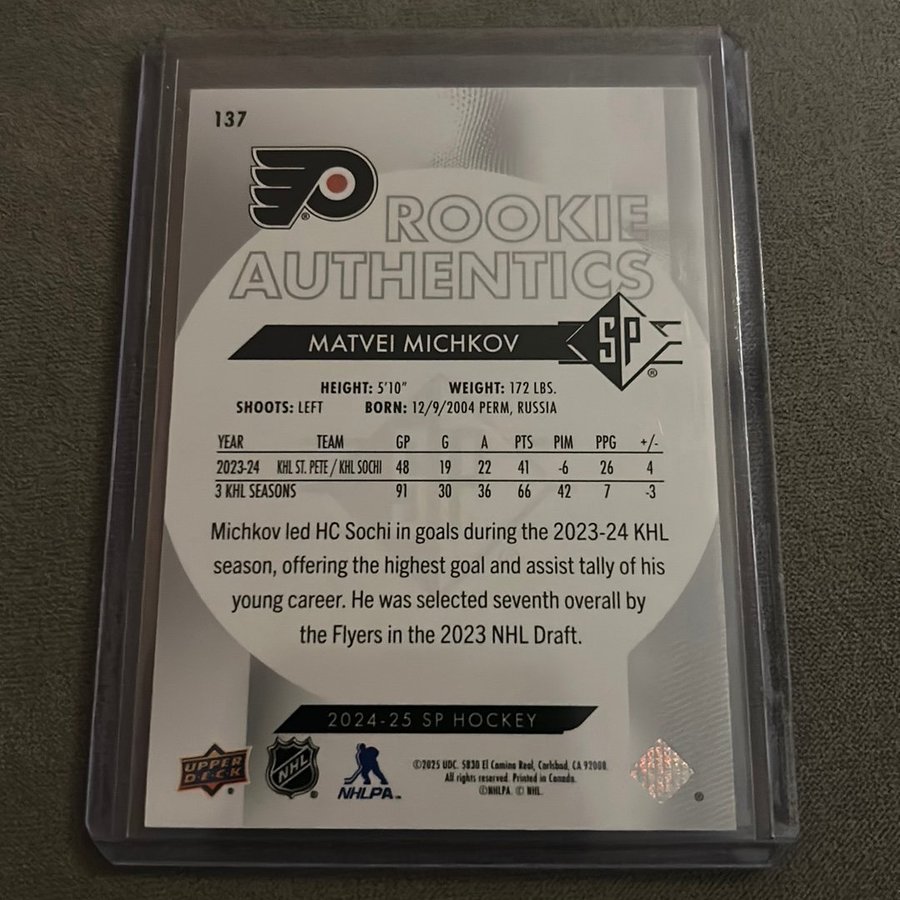 137
ROOKIE
AUTHENTICS
MATVEI MICHKOV
SP
®
®
HEIGHT: 5'10" WEIGHT: 172 LBS.
SHOOTS: LEFT BORN: 12/9/2004 PERM, RUSSIA
YEAR TEAM GP G A PTS PIM PPG +/-
2023-24 KHL ST. PETE / KHL SOCHI 48 19 22 41 -6 26 4
3 KHL SEASONS 91 30 36 66 42 7 -3
Michkov led HC Sochi in goals during the 2023-24 KHL
season, offering the highest goal and assist tally of his
young career. He was selected seventh overall by
the Flyers in the 2023 NHL Draft.
2024-25 SP HOCKEY
UPPER
DECK
®
NHL
®
NHLPA™
©2025 UDC. 5830 El Camino Real, Carlsbad, CA 92008.
All rights reserved. Printed in Canada.
©NHLPA. © NHL.
®